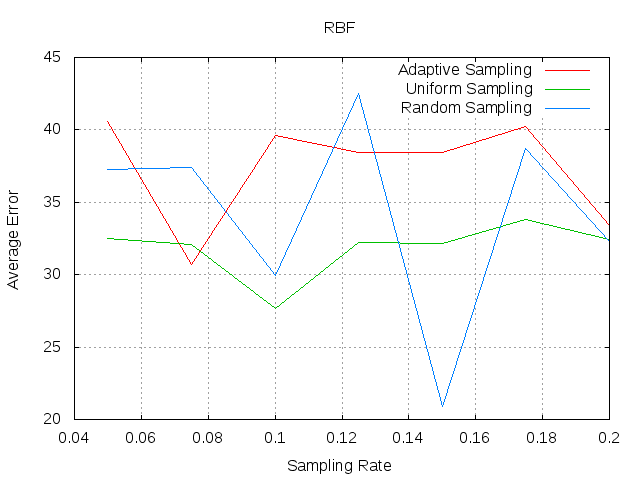 RBF
Adaptive Sampling
Uniform Sampling
Random Sampling
Average Error
45
40
35
30
25
20
0.04 0.06 0.08 0.1 0.12 0.14 0.16 0.18 0.2
Sampling Rate